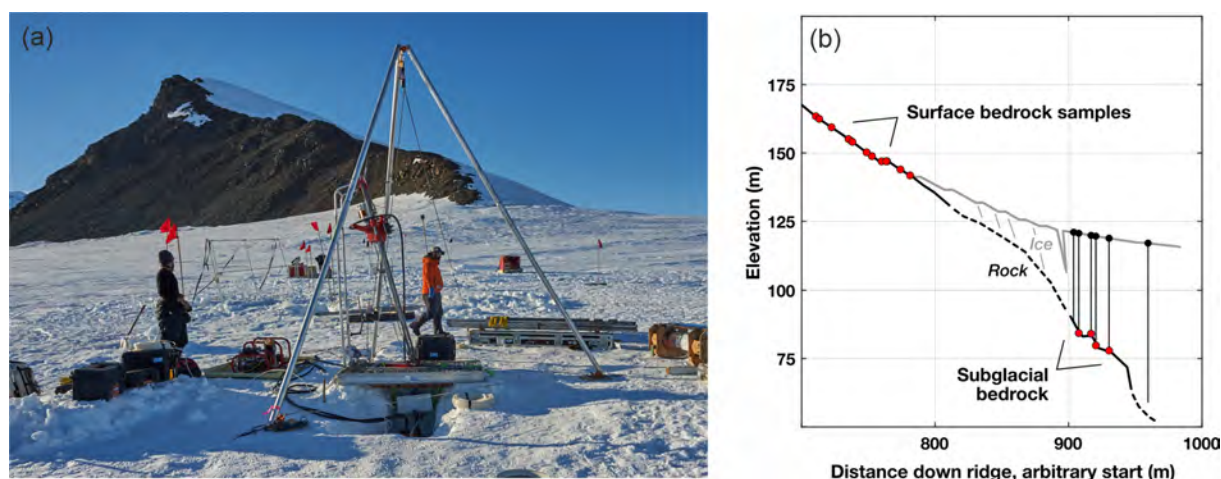 (a)
(b)
175
150
125
100
75
Elevation (m)
Surface bedrock samples
Ice
Rock
Subglacial
bedrock
800
900
1000
Distance down ridge, arbitrary start (m)